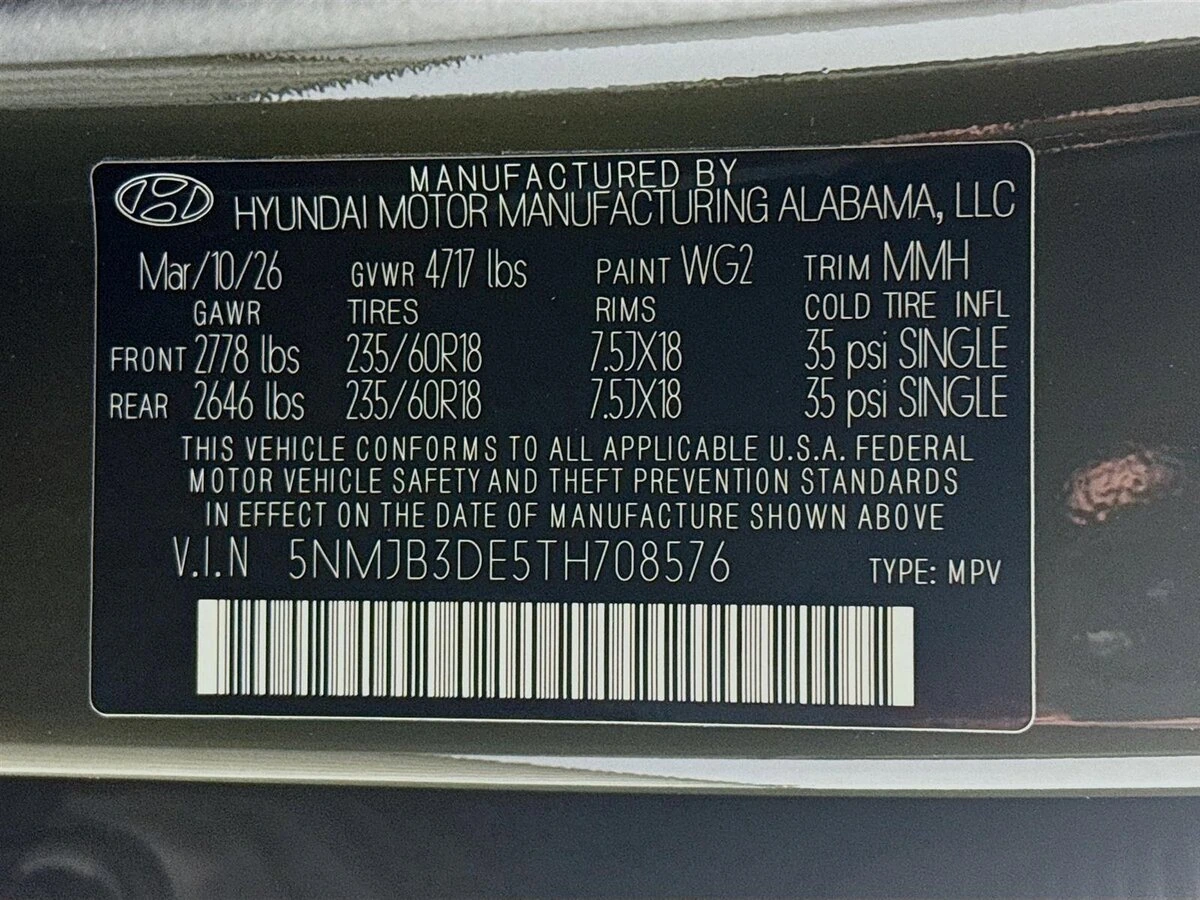 MANUFACTURED BY
HYUNDAI MOTOR MANUFACTURING ALABAMA, LLC
Mar/10/26 GVWR 4717 lbs PAINT WG2 TRIM MMH
GAWR TIRES RIMS COLD TIRE INFL
FRONT 2778 lbs 235/60R18 7.5JX18 35 psi SINGLE
REAR 2646 lbs 235/60R18 7.5JX18 35 psi SINGLE
THIS VEHICLE CONFORMS TO ALL APPLICABLE U.S.A. FEDERAL
MOTOR VEHICLE SAFETY AND THEFT PREVENTION STANDARDS
IN EFFECT ON THE DATE OF MANUFACTURE SHOWN ABOVE
V.I.N 5NMJB3DE5TH708576 TYPE: MPV